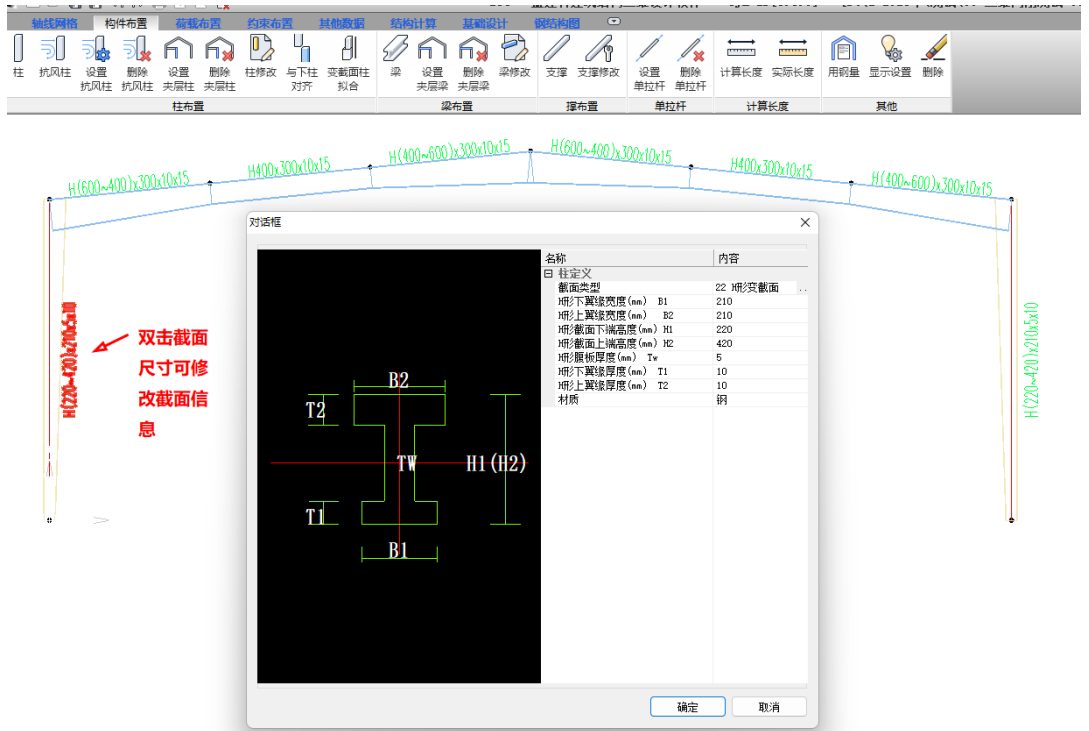 轴线网格 构件布置 荷载布置 约束布置 其他数据 结构计算 基础设计 钢结构图
柱 抗风柱 设置 删除 设置 删除 柱修改 与下柱 变截面柱 梁 设置 删除 梁修改 支撑 支撑修改 设置 删除 计算长度 实际长度 用钢量 显示设置 删除
抗风柱 抗风柱 夹层柱 夹层柱 对齐 拟合 夹层梁 夹层梁 单拉杆 单拉杆
柱布置 梁布置 撑布置 单拉杆 计算长度 其他
H(600~400)x300x10x15
H400x300x10x15
H(400~600)x300x10x15
H(600~400)x300x10x15
H400x300x10x15
H(400~600)x300x10x15
H(220~420)x210x5x10
双击截面
尺寸可修
改截面信
息
对话框
B2
T2
TW
H1(H2)
T1
B1
名称 内容
柱定义
截面类型 22 H形变截面 ..
H形下翼缘宽度(mm) B1 210
H形上翼缘宽度(mm) B2 210
H形截面下端高度(mm) H1 220
H形截面上端高度(mm) H2 420
H形腹板厚度(mm) Tw 5
H形下翼缘厚度(mm) T1 10
H形上翼缘厚度(mm) T2 10
材质 钢
确定 取消
H(220~420)x210x5x10